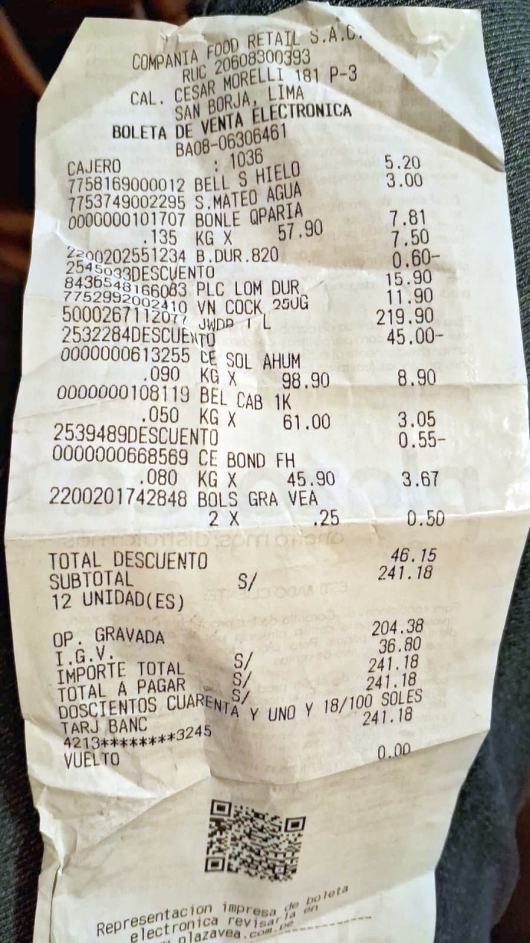 COMPANIA FOOD RETAIL S.A.C.
RUC 20608300393
CAL. CESAR MORELLI 181 P-3
SAN BORJA, LIMA
BOLETA DE VENTA ELECTRONICA
BA08-06306461
CAJERO : 1036
7758169000012 BELL S HIELO 5.20
7753749002295 S.MATEO AGUA 3.00
0000000101707 BONLE QPARIA
.135 KG X 57.90 7.81
2200202551234 B.DUR.820 7.50
2545033DESCUENTO 0.60-
8436548166083 PLC LOM DUR 15.90
7752992002410 VN COCK 250G 11.90
5000267112077 JWDB 1 L 219.90
2532284DESCUENTO 45.00-
0000000613255 CE SOL AHUM
.090 KG X 98.90 8.90
0000000108119 BEL CAB 1K
.050 KG X 61.00 3.05
2539489DESCUENTO 0.55-
0000000668569 CE BOND FH
.080 KG X 45.90 3.67
2200201742848 BOLS GRA VEA
2 X .25 0.50
TOTAL DESCUENTO 46.15
SUBTOTAL S/ 241.18
12 UNIDAD(ES)
OP. GRAVADA 204.38
I.G.V. S/ 36.80
IMPORTE TOTAL S/ 241.18
TOTAL A PAGAR S/ 241.18
DOSCIENTOS CUARENTA Y UNO Y 18/100 SOLES
TARJ BANC 241.18
4213********3245
VUELTO 0.00
Representacion impresa de boleta
electronica revisarla en
plazavea.com.pe